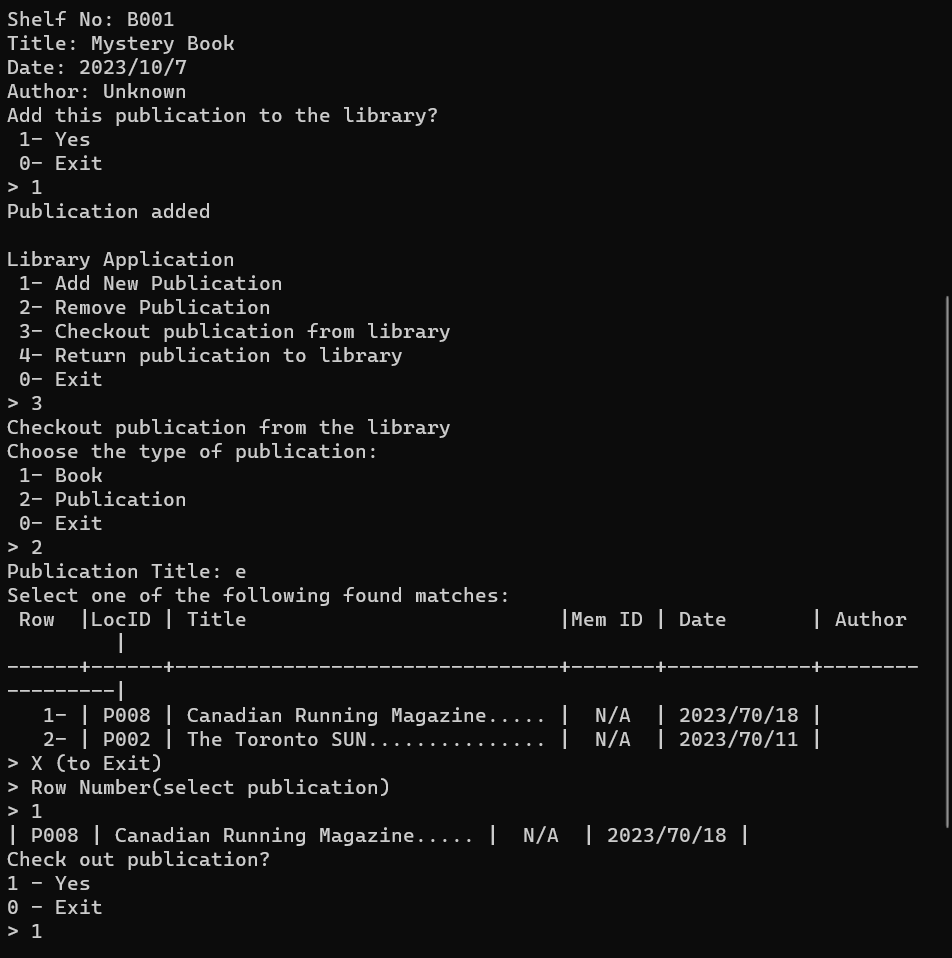 Shelf No: B001
Title: Mystery Book
Date: 2023/10/7
Author: Unknown
Add this publication to the library?
 1- Yes
 0- Exit
> 1
Publication added

Library Application
 1- Add New Publication
 2- Remove Publication
 3- Checkout publication from library
 4- Return publication to library
 0- Exit
> 3
Checkout publication from the library
Choose the type of publication:
 1- Book
 2- Publication
 0- Exit
> 2
Publication Title: e
Select one of the following found matches:
 Row  |LocID | Title                          |Mem ID | Date       | Author
         |
------+------+--------------------------------+-------+------------+--------
---------|
   1- | P008 | Canadian Running Magazine..... |  N/A  | 2023/70/18 |
   2- | P002 | The Toronto SUN............... |  N/A  | 2023/70/11 |
> X (to Exit)
> Row Number(select publication)
> 1
| P008 | Canadian Running Magazine..... |  N/A  | 2023/70/18 |
Check out publication?
1 - Yes
0 - Exit
> 1